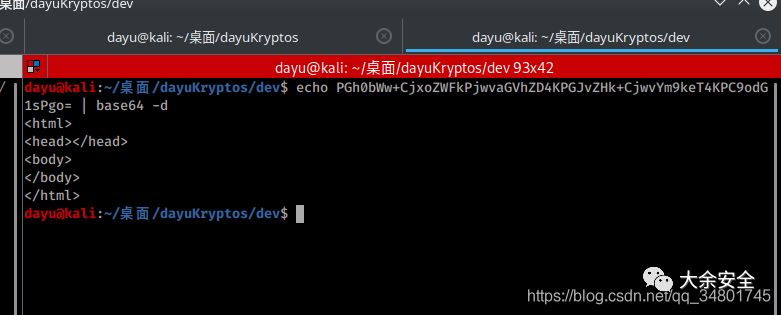 桌面/dayuKryptos/dev
dayu@kali: ~/桌面/dayuKryptos
dayu@kali: ~/桌面/dayuKryptos/dev
dayu@kali: ~/桌面/dayuKryptos/dev 93x42
/
dayu@kali:~/桌面/dayuKryptos/dev$ echo PGh0bWw+CjxoZWFkPjwvaGVhZD4KPGJvZHk+CjwvYm9keT4KPC9odG
1sPgo= | base64 -d
<html>
<head></head>
<body>
</body>
</html>
dayu@kali:~/桌面/dayuKryptos/dev$
大余安全
https://blog.csdn.net/qq_34801745